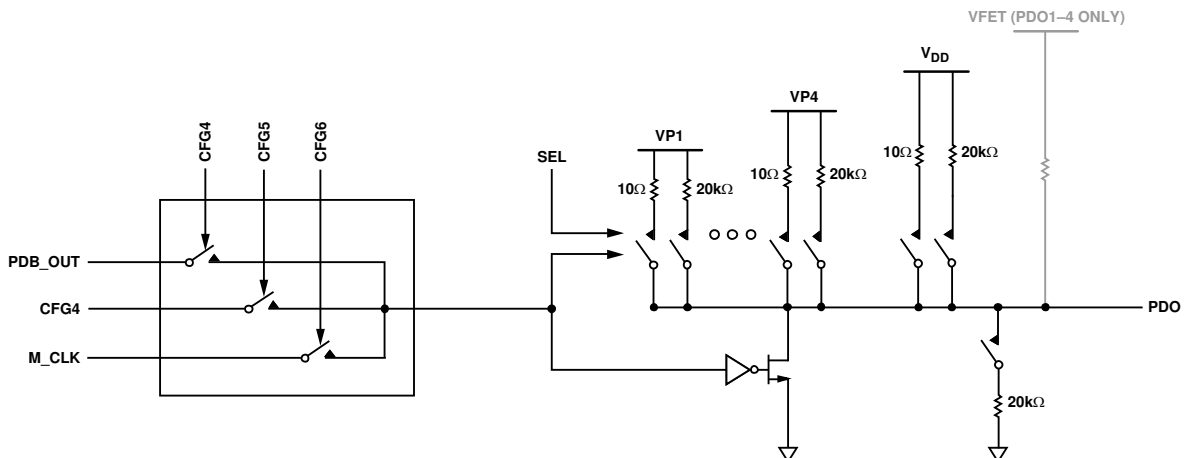 VFET (PDO1–4 ONLY)
VDD
VP4
VP1
CFG4
CFG5
CFG6
SEL
10Ω
20kΩ
10Ω
20kΩ
10Ω
20kΩ
PDB_OUT
CFG4
M_CLK
PDO
20kΩ